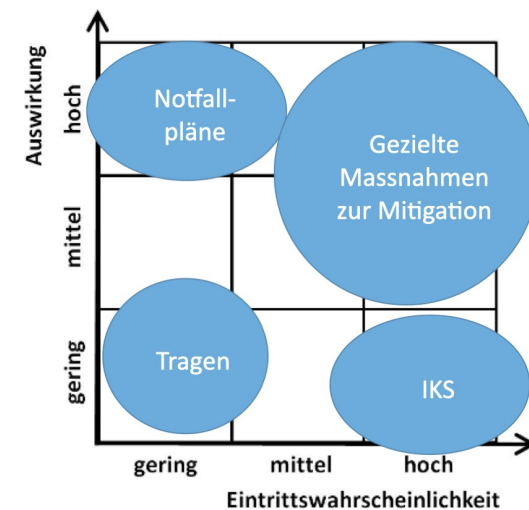 Auswirkung
hoch
mittel
gering
Notfall-
pläne
Gezielte
Massnahmen
zur Mitigation
Tragen
IKS
gering
mittel
hoch
Eintrittswahrscheinlichkeit